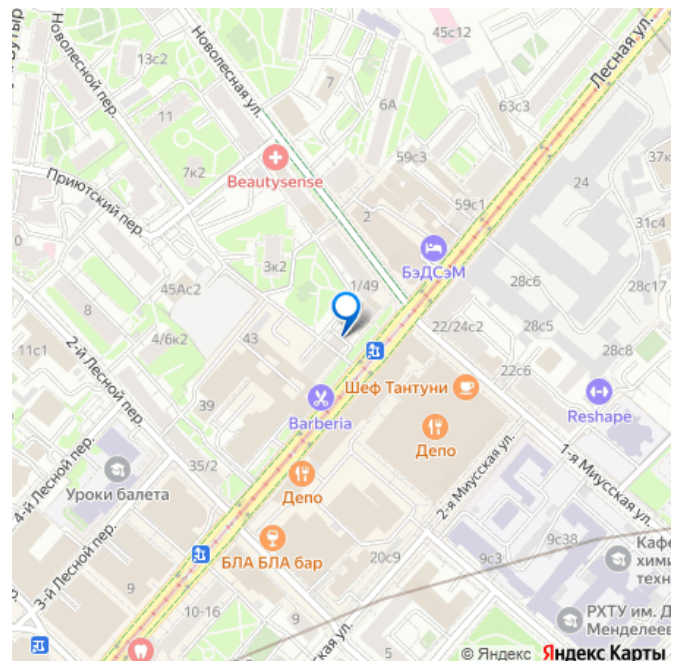 45с12
13с2
Лесная ул.
Новолесной пер.
Новолесная ул.
7
6А
63с3
11
59с3
37к
7к2
Beautysense
24
Приютский пер.
59с1
2
31с4
БэДСэМ
3к2
28с6
28с17
45Ас2
1/49
8
22/24с2
28с5
4/6к2
43
11с1
28с8
2-й Лесной пер.
22с6
Шеф Тантуни
Reshape
39
Barberia
Депо
1-я Миусская ул.
35/2
2-я Миусская ул.
Уроки балета
4-й Лесной пер.
Депо
9с38
3-й Лесной пер.
БЛА БЛА бар
20с9
9с3
Кафе
хими
техн
9
9
10-16
РХТУ им. Д
Менделеев
5
© Яндекс Яндекс Карты